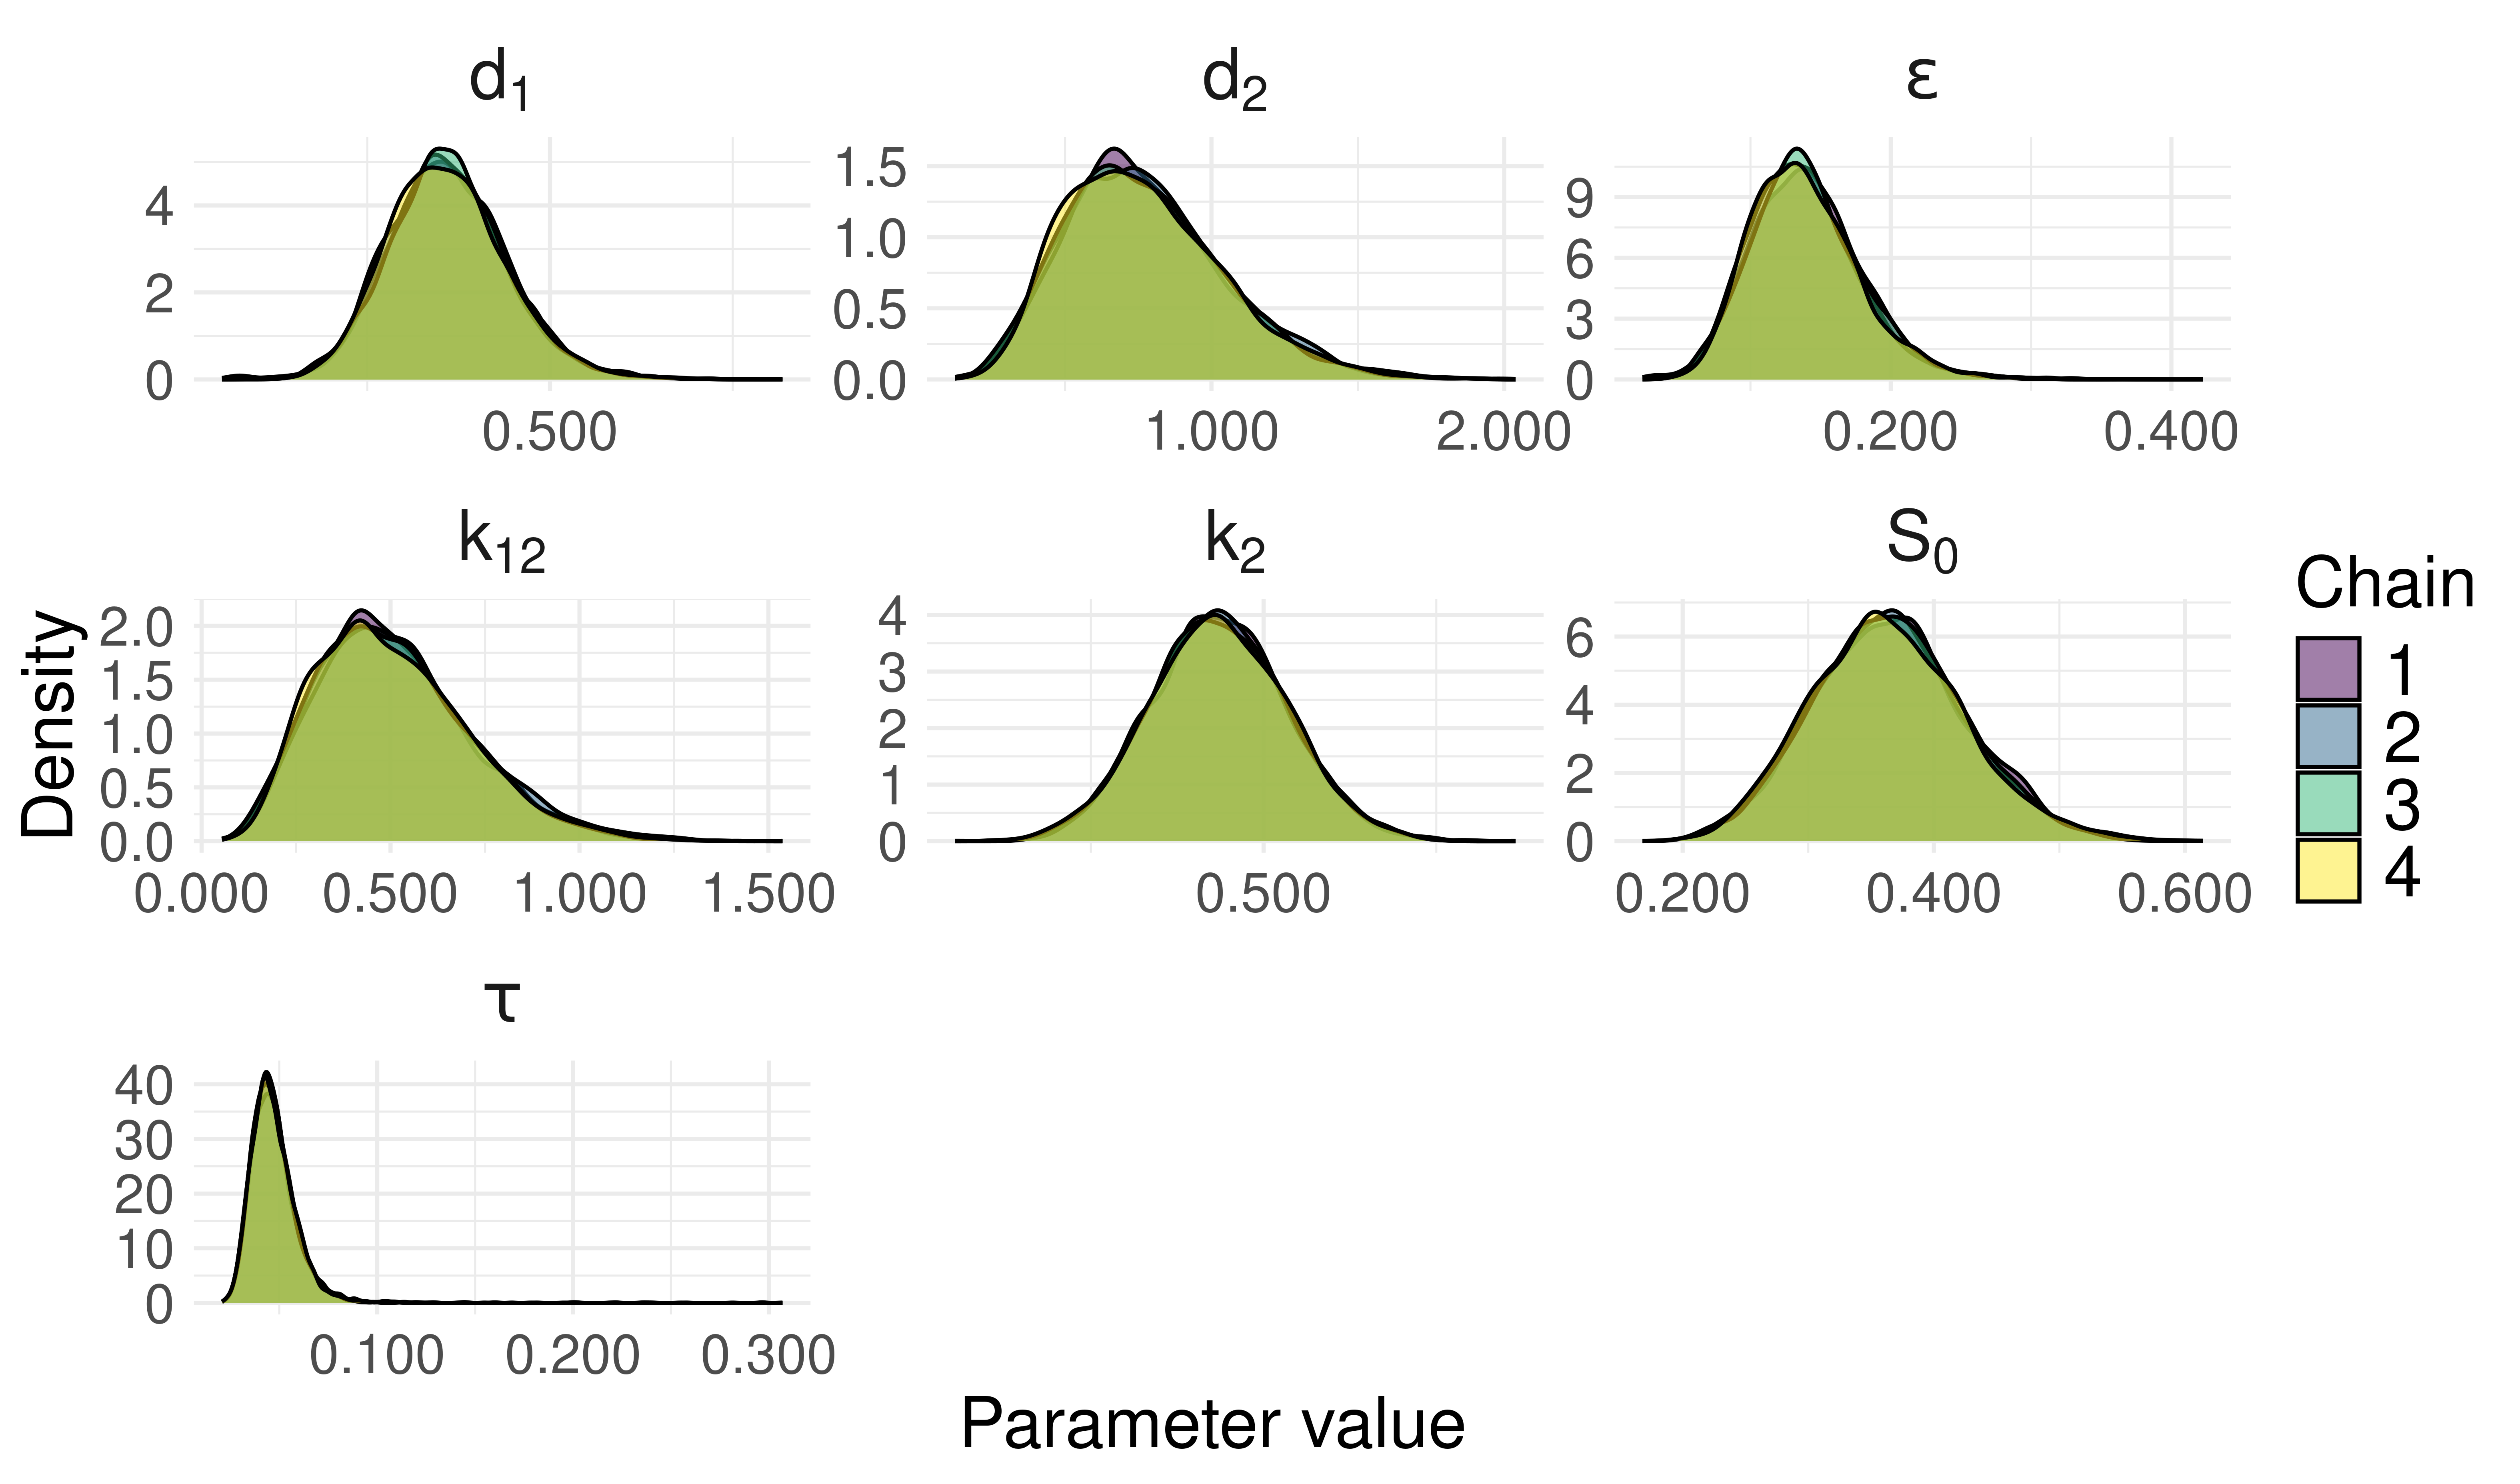 d₁ d₂ ε
4 2 0
1.5 1.0 0.5 0.0
9 6 3 0
0.500 1.000 2.000 0.200 0.400
k₁₂ k₂ S₀
Density
2.0 1.5 1.0 0.5 0.0
4 3 2 1 0
6 4 2 0
0.000 0.500 1.000 1.500 0.500 0.200 0.400 0.600
Chain
1
2
3
4
τ
40 30 20 10 0
0.100 0.200 0.300
Parameter value